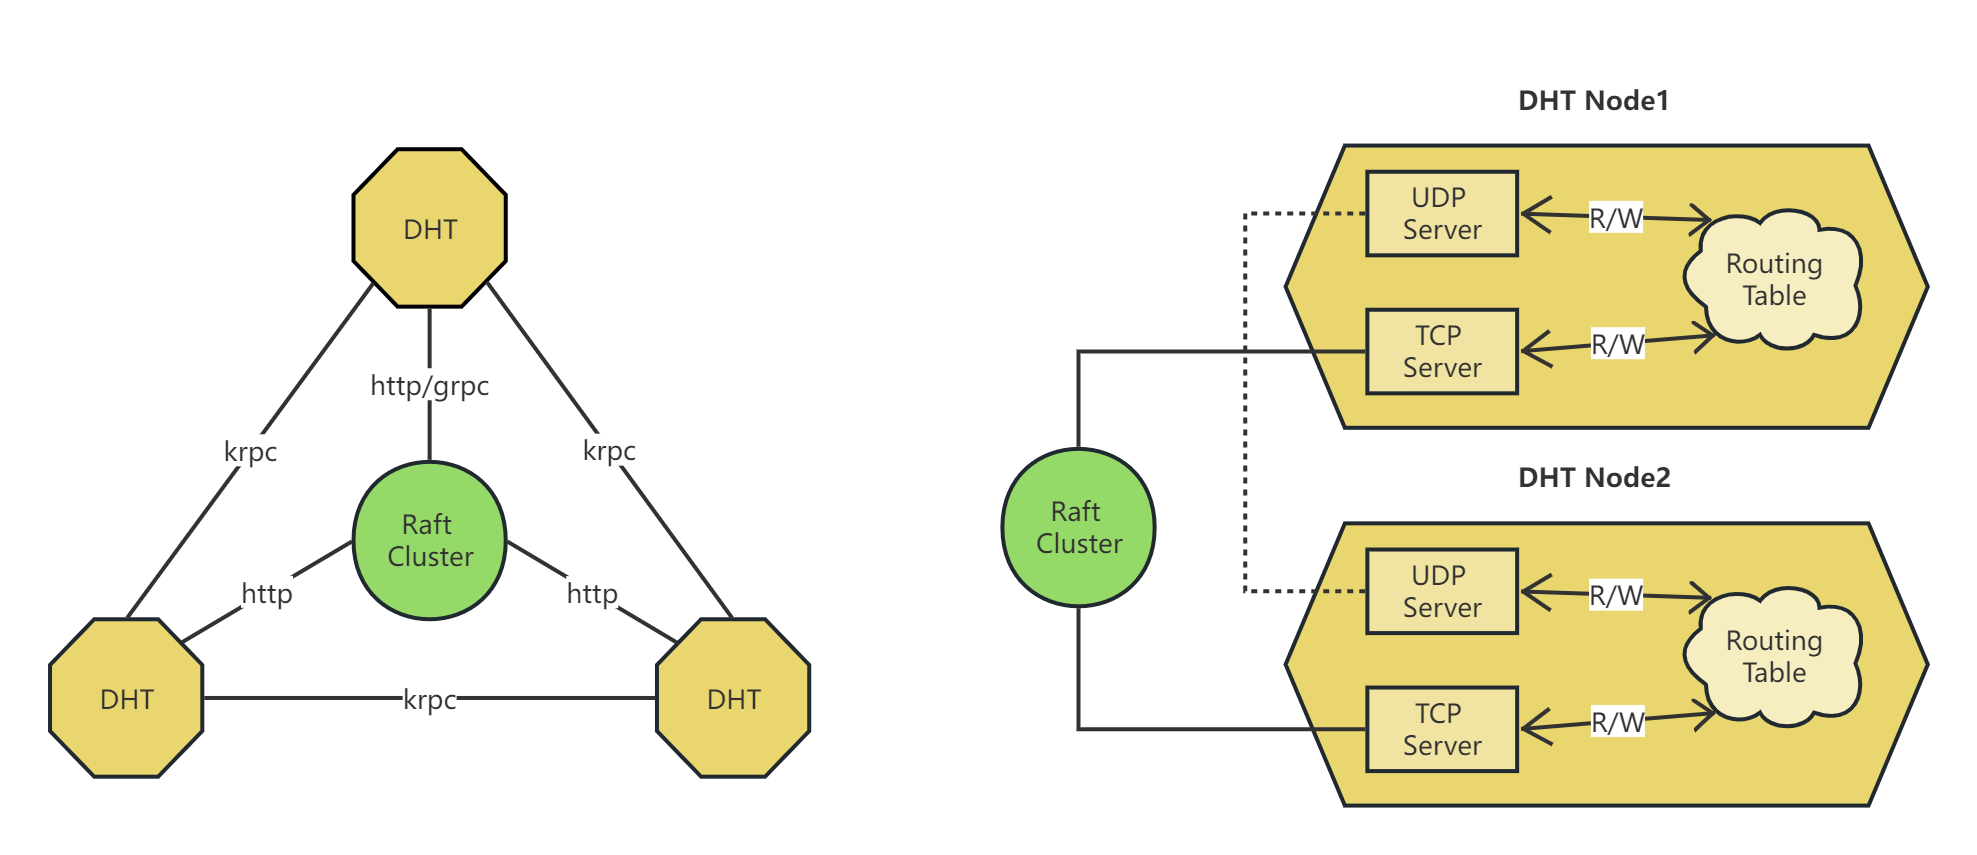 DHT
http/grpc
krpc
krpc
Raft
Cluster
http
http
DHT
krpc
DHT
DHT Node1
UDP
Server
R/W
Routing
Table
TCP
Server
R/W
Raft
Cluster
DHT Node2
UDP
Server
R/W
Routing
Table
TCP
Server
R/W